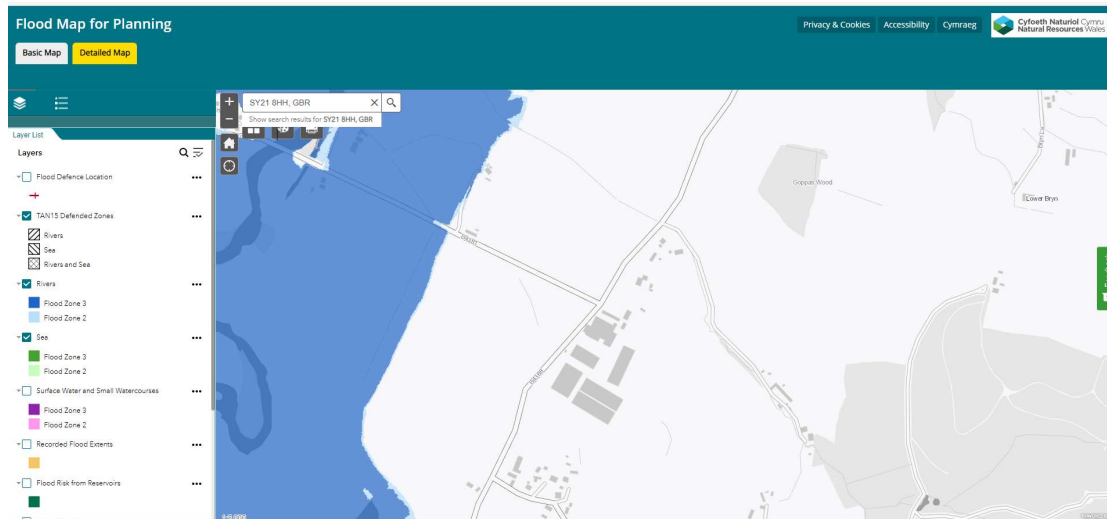 Flood Map for Planning
Privacy & Cookies
Accessibility
Cymraeg
Cyfoeth Naturiol Cymru
Natural Resources Wales
Basic Map
Detailed Map
SY21 8HH, GBR
Show search results for SY21 8HH, GBR
Layer List
Layers
Flood Defence Location
TAN15 Defended Zones
Rivers
Sea
Rivers and Sea
Rivers
Flood Zone 3
Flood Zone 2
Sea
Flood Zone 3
Flood Zone 2
Surface Water and Small Watercourses
Flood Zone 3
Flood Zone 2
Recorded Flood Extents
Flood Risk from Reservoirs
Goppas Wood
Lower Bryn